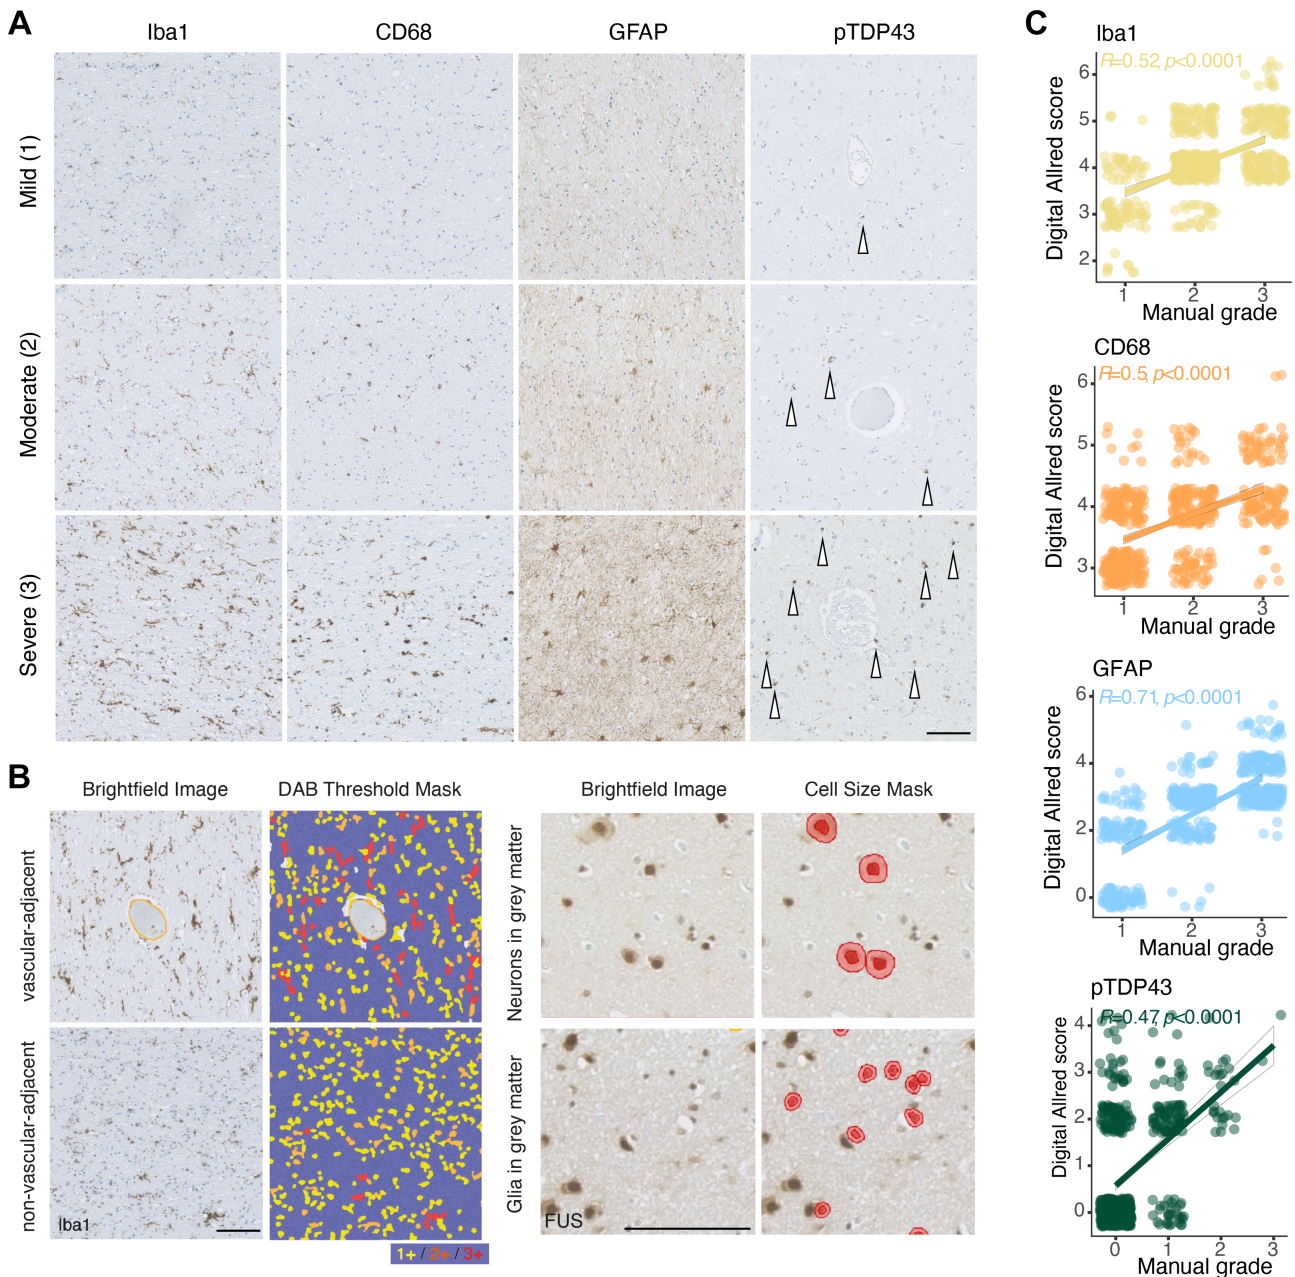 A
Iba1
CD68
GFAP
pTDP43
Mild (1)
Moderate (2)
Severe (3)
B
Brightfield Image
DAB Threshold Mask
Brightfield Image
Cell Size Mask
vascular-adjacent
non-vascular-adjacent
Neurons in grey matter
Glia in grey matter
Iba1
FUS
1+ / 2+ / 3+
C
Iba1
R=0.52, p<0.0001
Digital Allred score
6
5
4
3
2
1
2
3
Manual grade
CD68
R=0.5, p<0.0001
Digital Allred score
6
5
4
3
1
2
3
Manual grade
GFAP
R=0.71, p<0.0001
Digital Allred score
6
4
2
0
1
2
3
Manual grade
pTDP43
R=0.47, p<0.0001
Digital Allred score
4
3
2
1
0
0
1
2
3
Manual grade